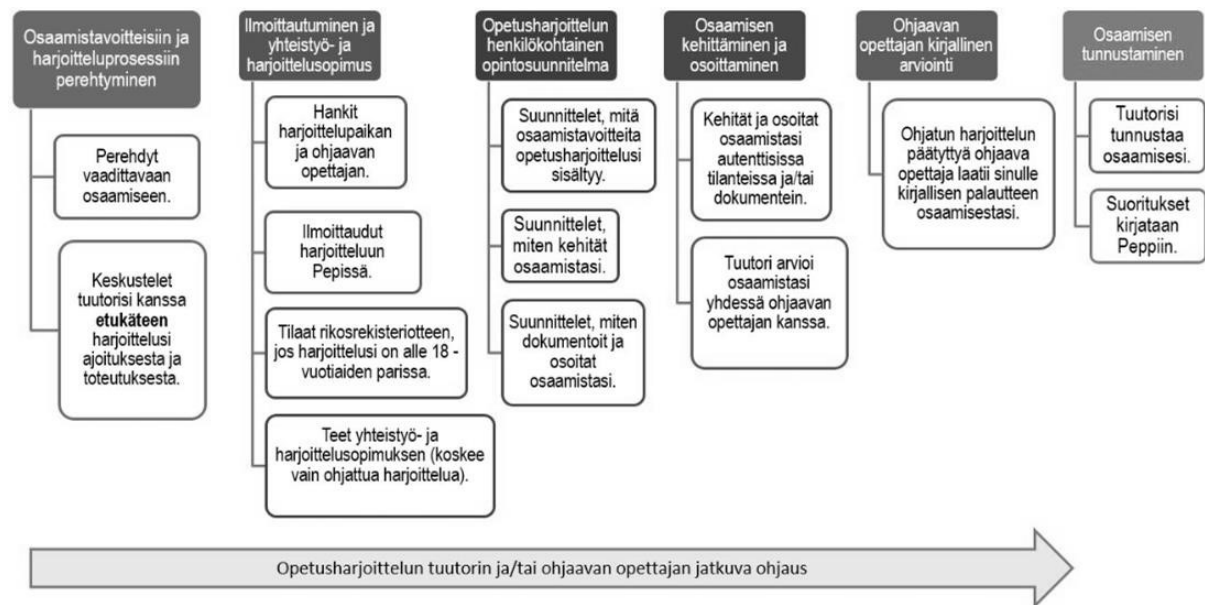 Osaamistavoitteisiin ja
harjoitteluprosessiin
perehtyminen
Perehdyt
vaadittavaan
osaamiseen.
Keskustelet
tuutorisi kanssa
etukäteen
harjoittelusi
ajoituksesta ja
toteutuksesta.
Ilmoittautuminen ja
yhteistyö- ja
harjoittelusopimus
Hankit
harjoittelupaikan
ja ohjaavan
opettajan.
Ilmoittaudut
harjoitteluun
Pepissä.
Tilaat rikosrekisteriotteen,
jos harjoittelusi on alle 18 -
vuotiaiden parissa.
Teet yhteistyö- ja
harjoittelusopimuksen (koskee
vain ohjattua harjoittelua).
Opetusharjoittelun
henkilökohtainen
opintosuunnitelma
Suunnittelet, mitä
osaamistavoitteita
opetusharjoittelusi
sisältyy.
Suunnittelet,
miten kehität
osaamistasi.
Suunnittelet, miten
dokumentoit ja
osoitat
osaamistasi.
Osaamisen
kehittäminen ja
osoittaminen
Kehität ja osoitat
osaamistasi
autenttisissa
tilanteissa ja/tai
dokumentein.
Tuutori arvioi
osaamistasi
yhdessä ohjaavan
opettajan kanssa.
Ohjaavan
opettajan kirjallinen
arviointi
Ohjatun harjoittelun
päätyttyä ohjaava
opettaja laatii sinulle
kirjallisen palautteen
osaamisestasi.
Osaamisen
tunnustaminen
Tuutorisi
tunnustaa
osaamisesi.
Suoritukset
kirjataan
Peppiin.
Opetusharjoittelun tuutorin ja/tai ohjaavan opettajan jatkuva ohjaus